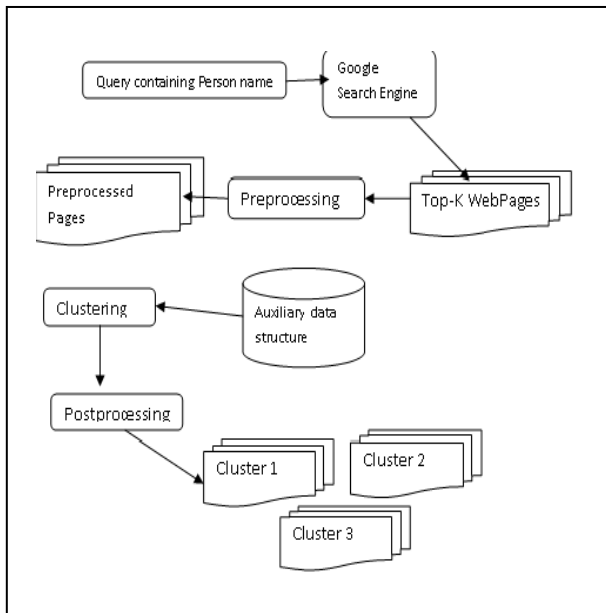 Query containing Person name
Google
Search Engine
Preprocessed
Pages
Preprocessing
Top-K WebPages
Clustering
Auxiliary data
structure
Postprocessing
Cluster 1
Cluster 2
Cluster 3